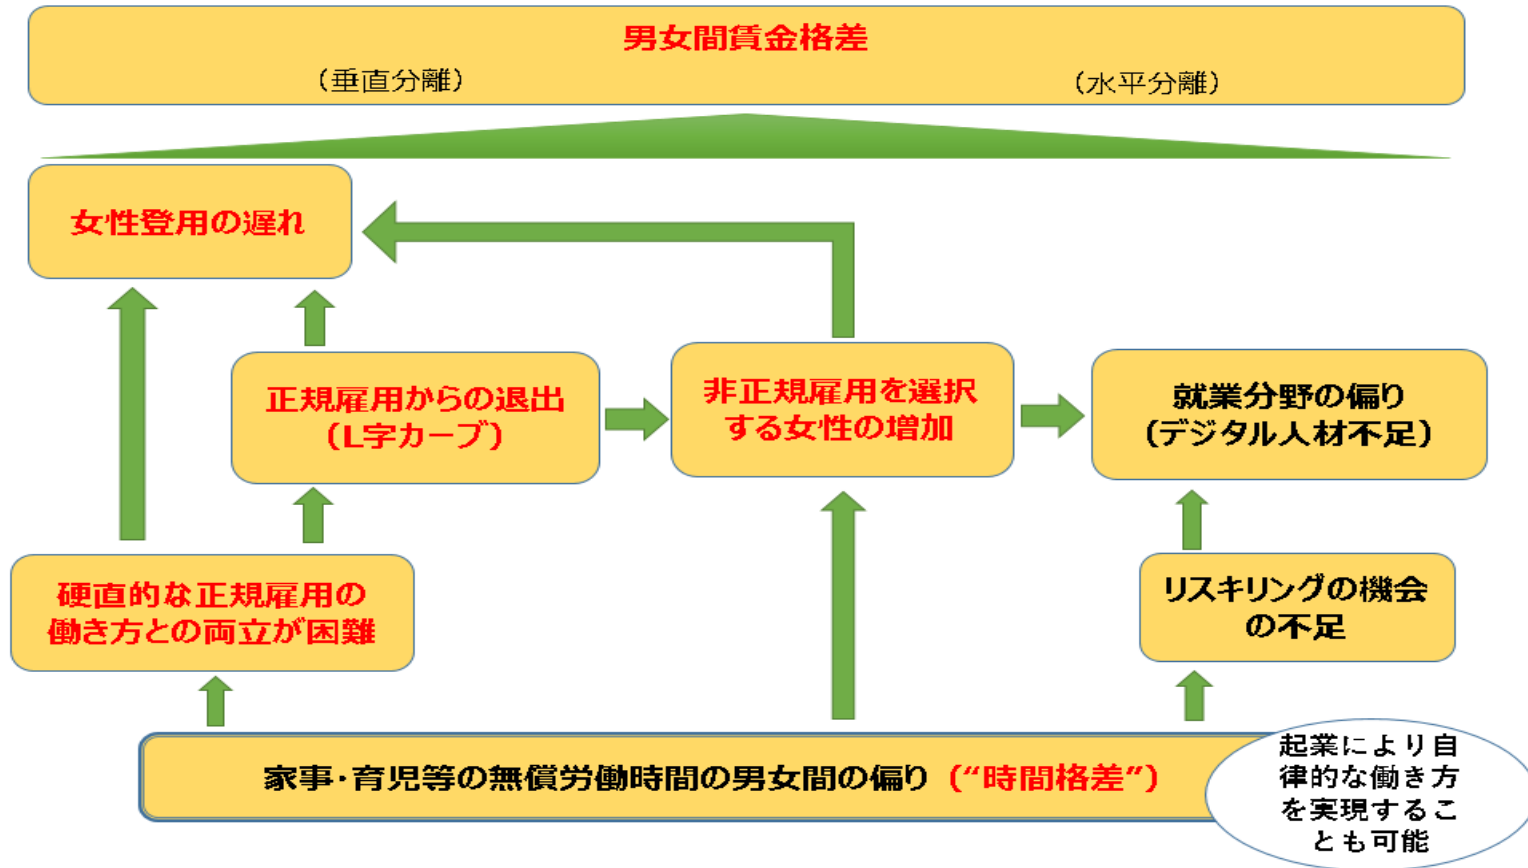 男女間賃金格差
(垂直分離)
(水平分離)
女性登用の遅れ
正規雇用からの退出
(L字カーブ)
非正規雇用を選択
する女性の増加
就業分野の偏り
(デジタル人材不足)
硬直的な正規雇用の
働き方との両立が困難
リスキリングの機会
の不足
家事・育児等の無償労働時間の男女間の偏り (“時間格差”)
起業により自
律的な働き方
を実現するこ
とも可能